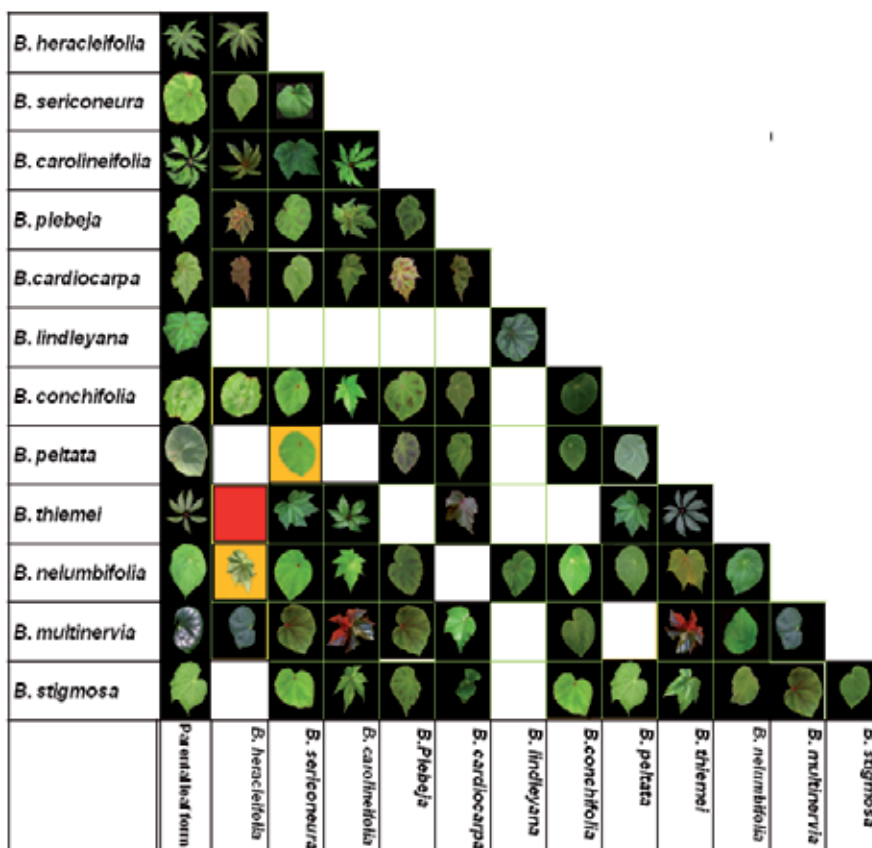 B. heracleifolia
B. sericoneura
B. carolineifolia
B. plebeja
B.cardiocarpa
B. lindleyana
B. conchifolia
B. peltata
B. thiemei
B. nelumbifolia
B. multinervia
B. stigmosa
Parental leaf form
B. heracleifolia
B. sericoneura
B. carolineifolia
B.Plebeja
B. cardiocarpa
B. lindleyana
B.conchifolia
B. peltata
B. thiemei
B. nelumbifolia
B. multinervia
B. stigmosa